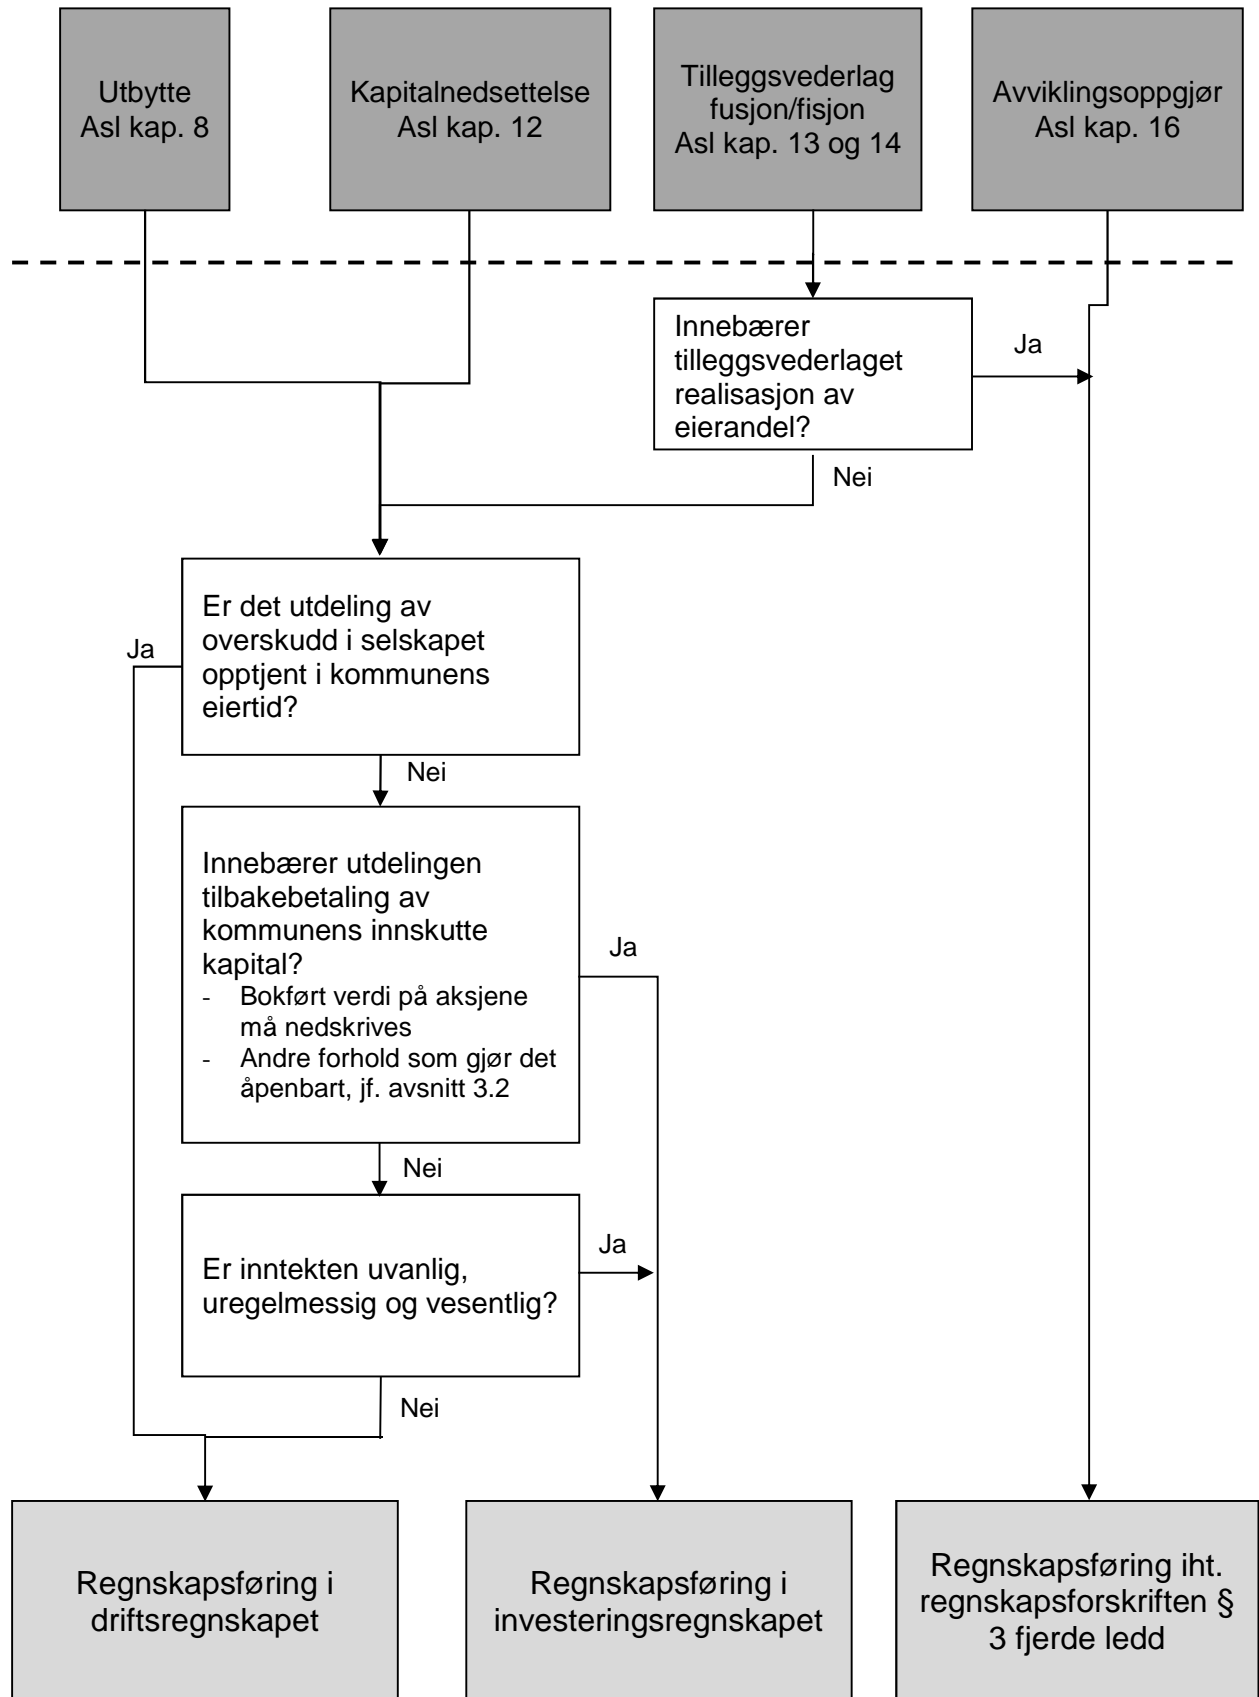 Utbytte
Asl kap. 8
Kapitalnedsettelse
Asl kap. 12
Tilleggsvederlag
fusjon/fisjon
Asl kap. 13 og 14
Avviklingsoppgjør
Asl kap. 16
Innebærer
tilleggsvederlaget
realisasjon av
eierandel?
Ja
Nei
Er det utdeling av
overskudd i selskapet
opptjent i kommunens
eiertid?
Ja
Nei
Innebærer utdelingen
tilbakebetaling av
kommunens innskutte
kapital?
- Bokført verdi på aksjene
må nedskrives
- Andre forhold som gjør det
åpenbart, jf. avsnitt 3.2
Ja
Nei
Er inntekten uvanlig,
uregelmessig og vesentlig?
Ja
Nei
Regnskapsføring i
driftsregnskapet
Regnskapsføring i
investeringsregnskapet
Regnskapsføring iht.
regnskapsforskriften §
3 fjerde ledd